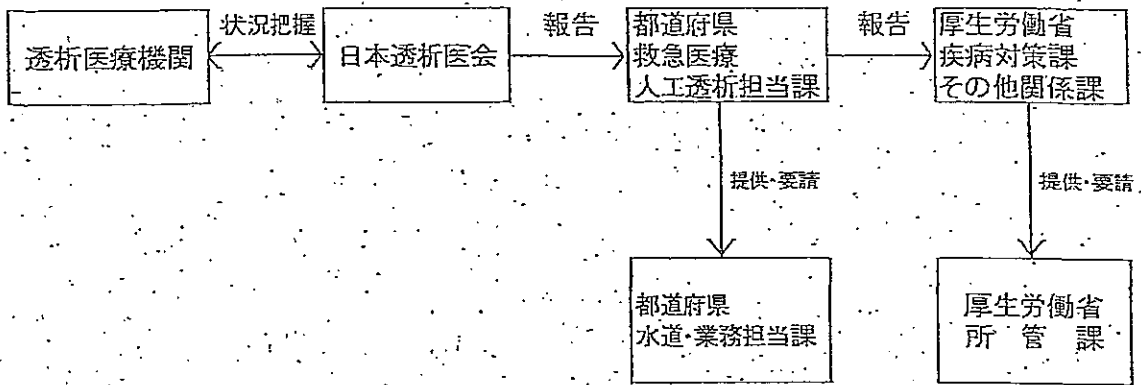 透析医療機関
状況把握
日本透析医会
報告
都道府県
救急医療
人工透析担当課
報告
厚生労働省
疾病対策課
その他関係課
提供・要請
提供・要請
都道府県
水道・業務担当課
厚生労働省
所管課